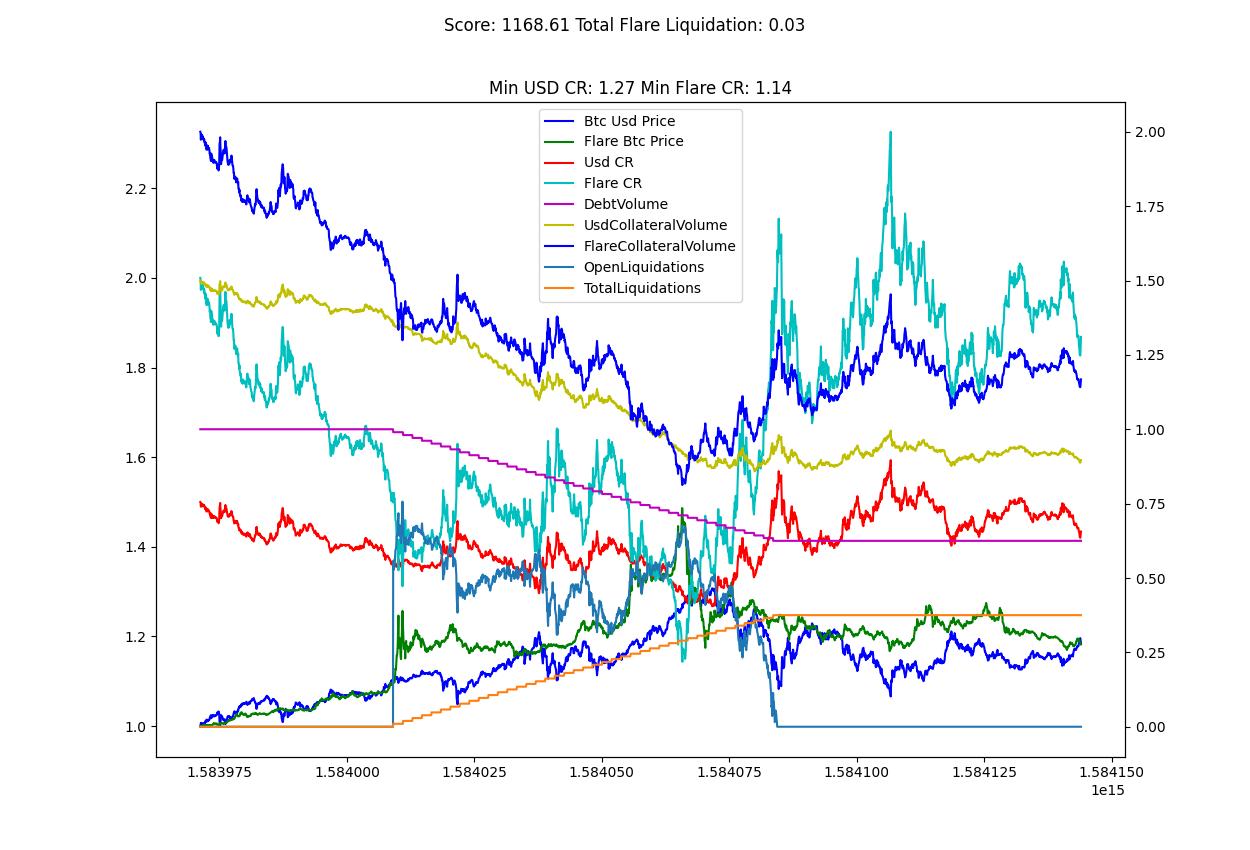 Score: 1168.61 Total Flare Liquidation: 0.03
Min USD CR: 1.27 Min Flare CR: 1.14
Btc Usd Price
Flare Btc Price
Usd CR
Flare CR
DebtVolume
UsdCollateralVolume
FlareCollateralVolume
OpenLiquidations
TotalLiquidations
2.2
2.0
1.8
1.6
1.4
1.2
1.0
2.00
1.75
1.50
1.25
1.00
0.75
0.50
0.25
0.00
1.583975 1.584000 1.584025 1.584050 1.584075 1.584100 1.584125 1.584150
1e15